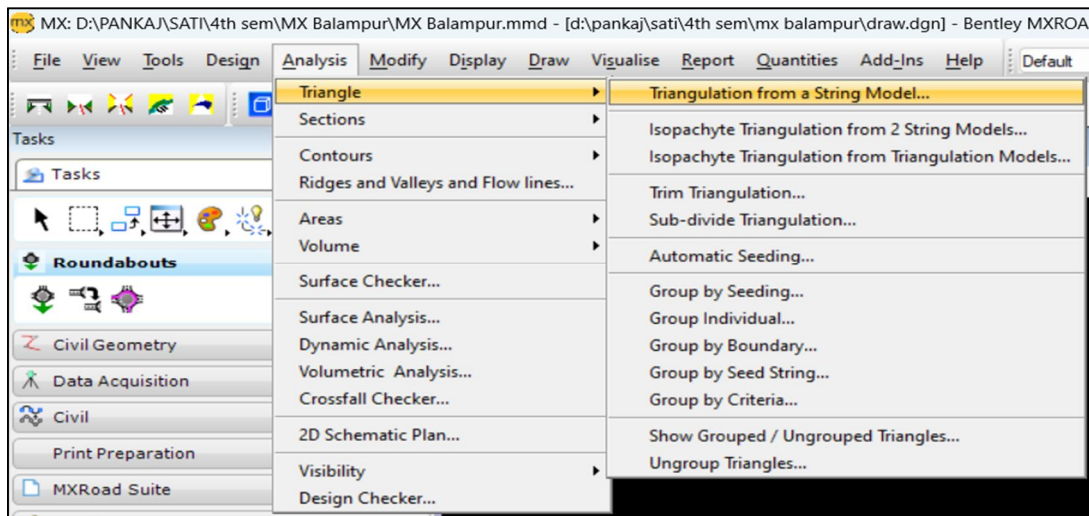 MX: D:\PANKAJ\SATI\4th sem\MX Balampur\MX Balampur.mmd - [d:\pankaj\sati\4th sem\mx balampur\draw.dgn] - Bentley MXROA
File View Tools Design Analysis Modify Display Draw Visualise Report Quantities Add-Ins Help Default
Tasks
Tasks
Roundabouts
Civil Geometry
Data Acquisition
Civil
Print Preparation
MXRoad Suite
Triangle
Sections
Contours
Ridges and Valleys and Flow lines...
Areas
Volume
Surface Checker...
Surface Analysis...
Dynamic Analysis...
Volumetric Analysis...
Crossfall Checker...
2D Schematic Plan...
Visibility
Design Checker...
Triangulation from a String Model...
Isopachyte Triangulation from 2 String Models...
Isopachyte Triangulation from Triangulation Models...
Trim Triangulation...
Sub-divide Triangulation...
Automatic Seeding...
Group by Seeding...
Group Individual...
Group by Boundary...
Group by Seed String...
Group by Criteria...
Show Grouped / Ungrouped Triangles...
Ungroup Triangles...